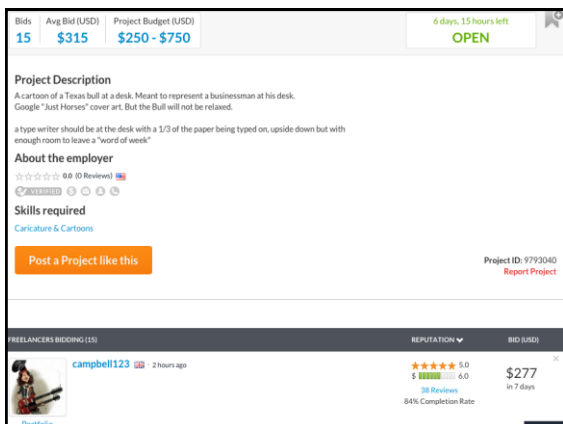 Bids Avg Bid (USD) Project Budget (USD)
15 $315 $250 - $750
6 days, 15 hours left
OPEN
Project Description
A cartoon of a Texas bull at a desk. Meant to represent a businessman at his desk.
Google "Just Horses" cover art. But the Bull will not be relaxed.
a type writer should be at the desk with a 1/3 of the paper being typed on, upside down but with
enough room to leave a "word of week"
About the employer
0.0 (0 Reviews)
VERIFIED
Skills required
Caricature & Cartoons
Post a Project like this
Project ID: 9793040
Report Project
FREELANCERS BIDDING (15) REPUTATION BID (USD)
campbell123 · 2 hours ago
5.0
$ 6.0
38 Reviews
84% Completion Rate
$277
in 7 days
Portfolio